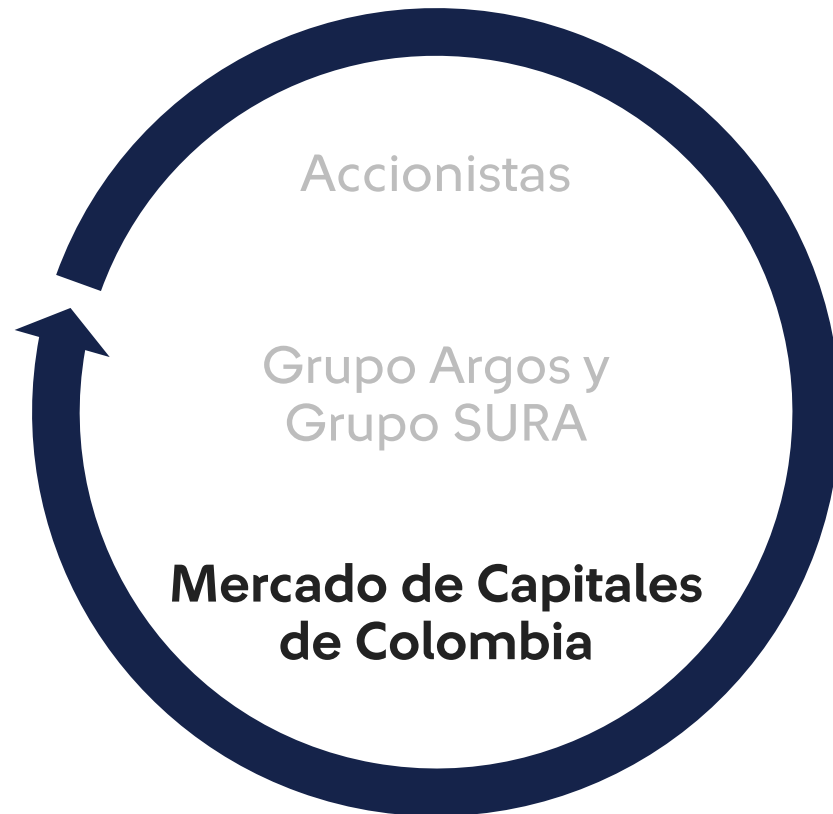 Accionistas
Grupo Argos y
Grupo SURA
Mercado de Capitales
de Colombia